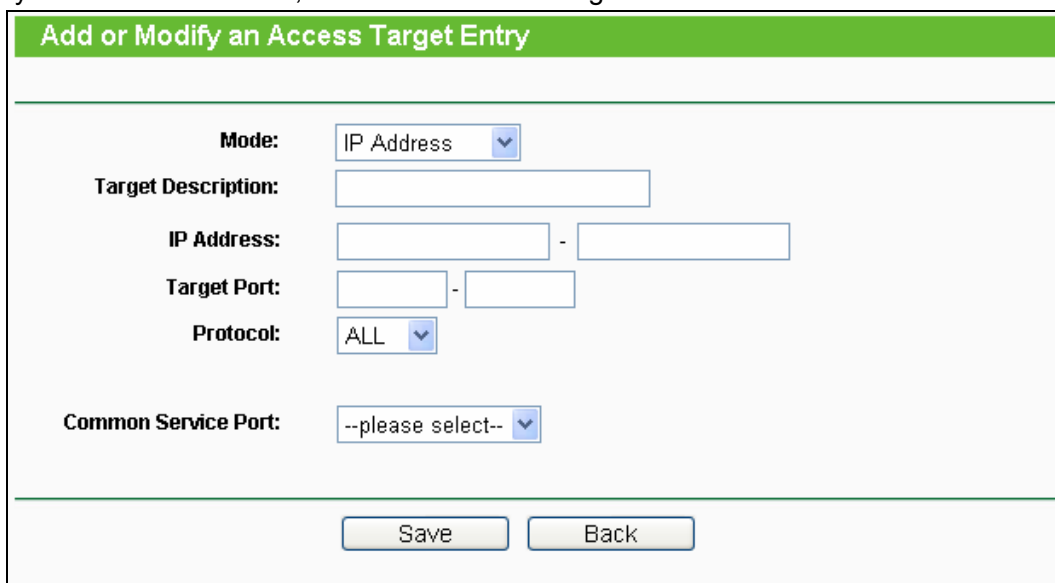 Add or Modify an Access Target Entry
Mode: IP Address
Target Description:
IP Address: -
Target Port: -
Protocol: ALL
Common Service Port: --please select--
Save Back